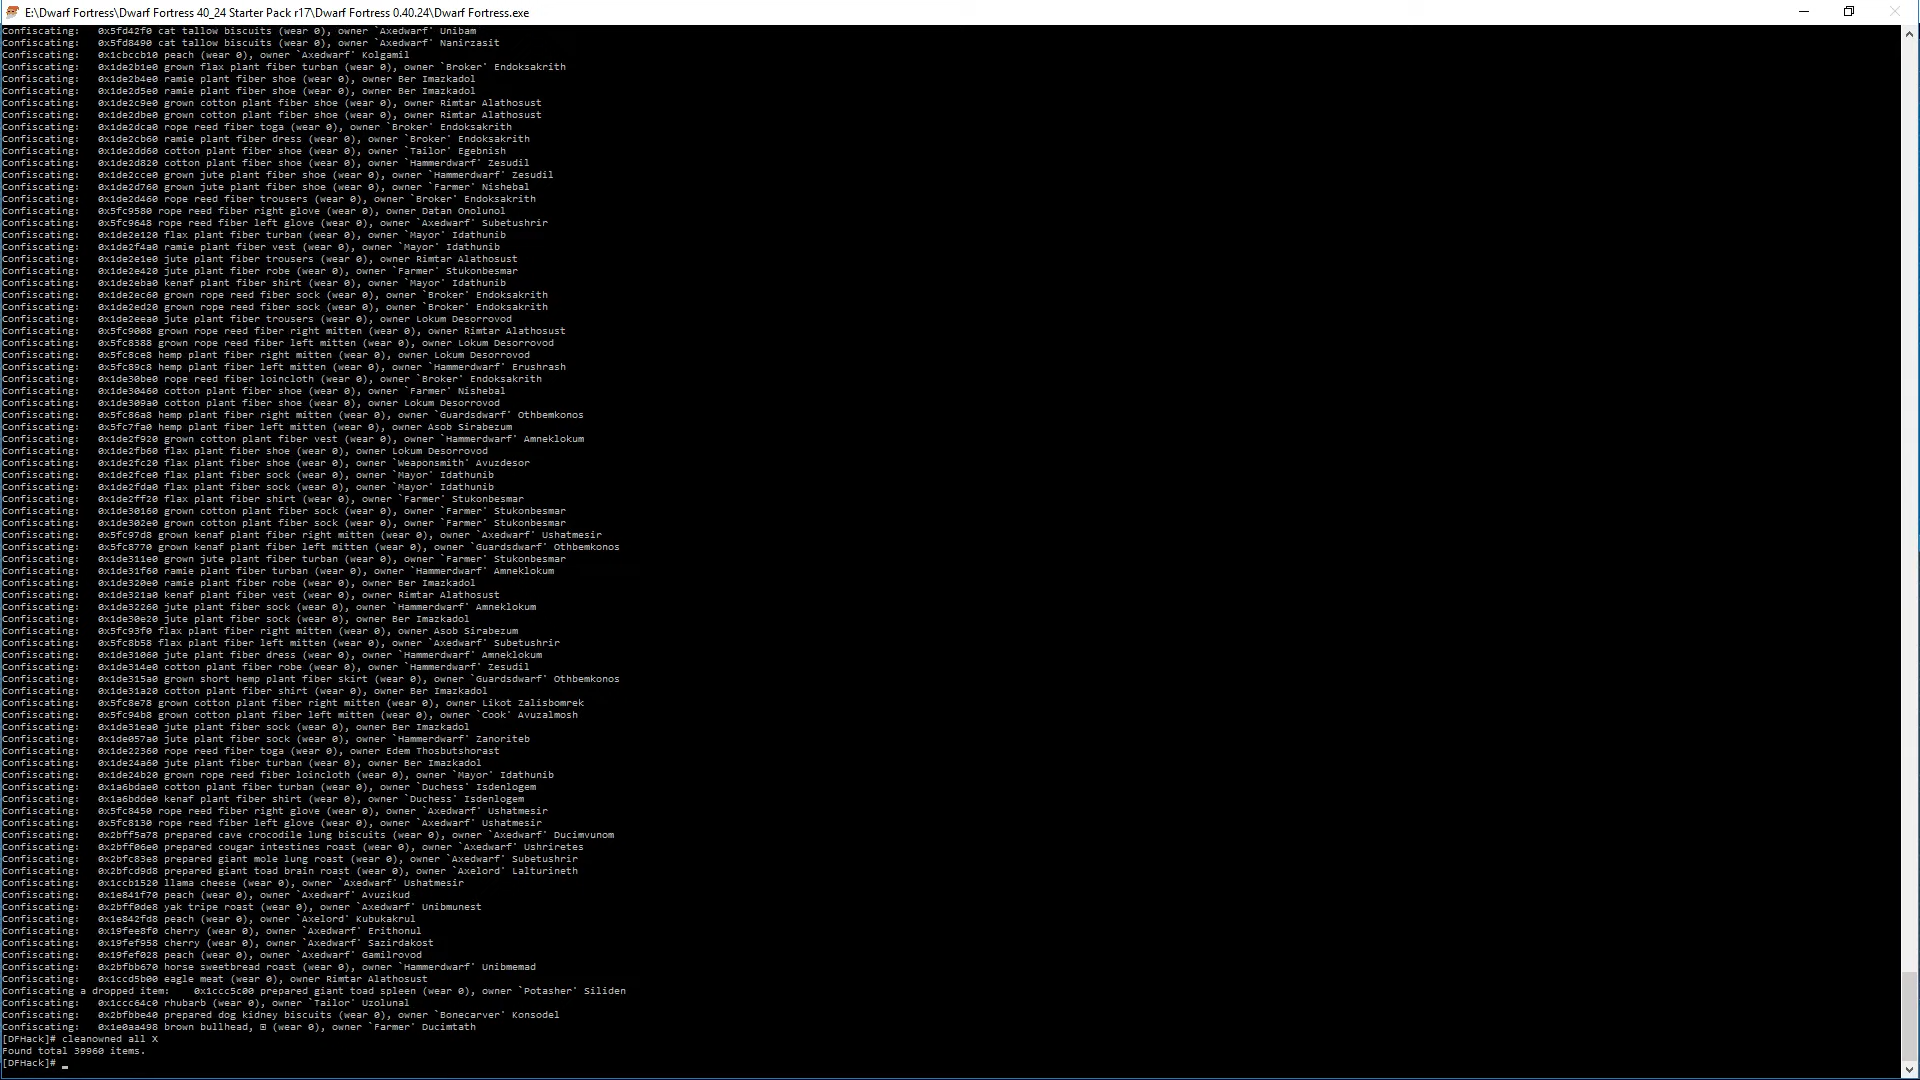 E:\Dwarf Fortress\Dwarf Fortress 40_24 Starter Pack r17\Dwarf Fortress 0.40.24\Dwarf Fortress.exe
Confiscating:   0x5fd42f0 cat tallow biscuits (wear 0), owner `Axedwarf' Unibam
Confiscating:   0x5fd8490 cat tallow biscuits (wear 0), owner `Axedwarf' Nanirzasit
Confiscating:   0x1cbccb10 peach (wear 0), owner `Axedwarf' Kolgamil
Confiscating:   0x1de2b1e0 grown flax plant fiber turban (wear 0), owner `Broker' Endoksakrith
Confiscating:   0x1de2b4e0 ramie plant fiber shoe (wear 0), owner Ber Imazkadol
Confiscating:   0x1de2d5e0 ramie plant fiber shoe (wear 0), owner Ber Imazkadol
Confiscating:   0x1de2c9e0 grown cotton plant fiber shoe (wear 0), owner Rimtar Alathosust
Confiscating:   0x1de2dbe0 grown cotton plant fiber shoe (wear 0), owner Rimtar Alathosust
Confiscating:   0x1de2dca0 rope reed fiber toga (wear 0), owner `Broker' Endoksakrith
Confiscating:   0x1de2cb60 ramie plant fiber dress (wear 0), owner `Broker' Endoksakrith
Confiscating:   0x1de2dd60 cotton plant fiber shoe (wear 0), owner `Tailor' Egebnish
Confiscating:   0x1de2d820 cotton plant fiber shoe (wear 0), owner `Hammerdwarf' Zesudil
Confiscating:   0x1de2cce0 grown jute plant fiber shoe (wear 0), owner `Hammerdwarf' Zesudil
Confiscating:   0x1de2d760 grown jute plant fiber shoe (wear 0), owner `Farmer' Nishebal
Confiscating:   0x1de2d460 rope reed fiber trousers (wear 0), owner `Broker' Endoksakrith
Confiscating:   0x5fc9580 rope reed fiber right glove (wear 0), owner Datan Onolunol
Confiscating:   0x5fc9648 rope reed fiber left glove (wear 0), owner `Axedwarf' Subetushrir
Confiscating:   0x1de2e120 flax plant fiber turban (wear 0), owner `Mayor' Idathunib
Confiscating:   0x1de2f4a0 ramie plant fiber vest (wear 0), owner `Mayor' Idathunib
Confiscating:   0x1de2e1e0 jute plant fiber trousers (wear 0), owner Rimtar Alathosust
Confiscating:   0x1de2e420 jute plant fiber robe (wear 0), owner `Farmer' Stukonbesmar
Confiscating:   0x1de2eba0 kenaf plant fiber shirt (wear 0), owner `Mayor' Idathunib
Confiscating:   0x1de2ec60 grown rope reed fiber sock (wear 0), owner `Broker' Endoksakrith
Confiscating:   0x1de2ed20 grown rope reed fiber sock (wear 0), owner `Broker' Endoksakrith
Confiscating:   0x1de2eea0 jute plant fiber trousers (wear 0), owner Lokum Desorrovod
Confiscating:   0x5fc9008 grown rope reed fiber right mitten (wear 0), owner Rimtar Alathosust
Confiscating:   0x5fc8388 grown rope reed fiber left mitten (wear 0), owner Lokum Desorrovod
Confiscating:   0x5fc8ce8 hemp plant fiber right mitten (wear 0), owner Lokum Desorrovod
Confiscating:   0x5fc89c8 hemp plant fiber left mitten (wear 0), owner `Hammerdwarf' Erushrash
Confiscating:   0x1de30be0 rope reed fiber loincloth (wear 0), owner `Broker' Endoksakrith
Confiscating:   0x1de30460 cotton plant fiber shoe (wear 0), owner `Farmer' Nishebal
Confiscating:   0x1de309a0 cotton plant fiber shoe (wear 0), owner Lokum Desorrovod
Confiscating:   0x5fc86a8 hemp plant fiber right mitten (wear 0), owner `Guardsdwarf' Othbemkonos
Confiscating:   0x5fc7fa0 hemp plant fiber left mitten (wear 0), owner Asob Sirabezum
Confiscating:   0x1de2f920 grown cotton plant fiber vest (wear 0), owner `Hammerdwarf' Amneklokum
Confiscating:   0x1de2fb60 flax plant fiber shoe (wear 0), owner Lokum Desorrovod
Confiscating:   0x1de2fc20 flax plant fiber shoe (wear 0), owner `Weaponsmith' Avuzdesor
Confiscating:   0x1de2fce0 flax plant fiber sock (wear 0), owner `Mayor' Idathunib
Confiscating:   0x1de2fda0 flax plant fiber sock (wear 0), owner `Mayor' Idathunib
Confiscating:   0x1de2ff20 flax plant fiber shirt (wear 0), owner `Farmer' Stukonbesmar
Confiscating:   0x1de30160 grown cotton plant fiber sock (wear 0), owner `Farmer' Stukonbesmar
Confiscating:   0x1de302e0 grown cotton plant fiber sock (wear 0), owner `Farmer' Stukonbesmar
Confiscating:   0x5fc97d8 grown kenaf plant fiber right mitten (wear 0), owner `Axedwarf' Ushatmesir
Confiscating:   0x5fc8770 grown kenaf plant fiber left mitten (wear 0), owner `Guardsdwarf' Othbemkonos
Confiscating:   0x1de311e0 grown jute plant fiber turban (wear 0), owner `Farmer' Stukonbesmar
Confiscating:   0x1de31f60 ramie plant fiber turban (wear 0), owner `Hammerdwarf' Amneklokum
Confiscating:   0x1de320e0 ramie plant fiber robe (wear 0), owner Ber Imazkadol
Confiscating:   0x1de321a0 kenaf plant fiber vest (wear 0), owner Rimtar Alathosust
Confiscating:   0x1de32260 jute plant fiber sock (wear 0), owner `Hammerdwarf' Amneklokum
Confiscating:   0x1de30e20 jute plant fiber sock (wear 0), owner Ber Imazkadol
Confiscating:   0x5fc93f0 flax plant fiber right mitten (wear 0), owner Asob Sirabezum
Confiscating:   0x5fc8b58 flax plant fiber left mitten (wear 0), owner `Axedwarf' Subetushrir
Confiscating:   0x1de31060 jute plant fiber dress (wear 0), owner `Hammerdwarf' Amneklokum
Confiscating:   0x1de314e0 cotton plant fiber robe (wear 0), owner `Hammerdwarf' Zesudil
Confiscating:   0x1de315a0 grown short hemp plant fiber skirt (wear 0), owner `Guardsdwarf' Othbemkonos
Confiscating:   0x1de31a20 cotton plant fiber shirt (wear 0), owner Ber Imazkadol
Confiscating:   0x5fc8e78 grown cotton plant fiber right mitten (wear 0), owner Likot Zalisbomrek
Confiscating:   0x5fc94b8 grown cotton plant fiber left mitten (wear 0), owner `Cook' Avuzalmosh
Confiscating:   0x1de31ea0 jute plant fiber sock (wear 0), owner Ber Imazkadol
Confiscating:   0x1de057a0 jute plant fiber sock (wear 0), owner `Hammerdwarf' Zanoriteb
Confiscating:   0x1de22360 rope reed fiber toga (wear 0), owner Edem Thosbutshorast
Confiscating:   0x1de24a60 jute plant fiber turban (wear 0), owner Ber Imazkadol
Confiscating:   0x1de24b20 grown rope reed fiber loincloth (wear 0), owner `Mayor' Idathunib
Confiscating:   0x1a6bdae0 cotton plant fiber turban (wear 0), owner `Duchess' Isdenlogem
Confiscating:   0x1a6bdde0 kenaf plant fiber shirt (wear 0), owner `Duchess' Isdenlogem
Confiscating:   0x5fc8450 rope reed fiber right glove (wear 0), owner `Axedwarf' Ushatmesir
Confiscating:   0x5fc8130 rope reed fiber left glove (wear 0), owner `Axedwarf' Ushatmesir
Confiscating:   0x2bff5a78 prepared cave crocodile lung biscuits (wear 0), owner `Axedwarf' Ducimvunom
Confiscating:   0x2bff06e0 prepared cougar intestines roast (wear 0), owner `Axedwarf' Ushriretes
Confiscating:   0x2bfc83e8 prepared giant mole lung roast (wear 0), owner `Axedwarf' Subetushrir
Confiscating:   0x2bfcd9d8 prepared giant toad brain roast (wear 0), owner `Axelord' Lalturineth
Confiscating:   0x1ccb1520 llama cheese (wear 0), owner `Axedwarf' Ushatmesir
Confiscating:   0x1e841f70 peach (wear 0), owner `Axedwarf' Avuzikud
Confiscating:   0x2bff0de8 yak tripe roast (wear 0), owner `Axedwarf' Unibmunest
Confiscating:   0x1e842fd8 peach (wear 0), owner `Axelord' Kubukakrul
Confiscating:   0x19fee8f0 cherry (wear 0), owner `Axedwarf' Erithonul
Confiscating:   0x19fef958 cherry (wear 0), owner `Axedwarf' Sazirdakost
Confiscating:   0x19fef028 peach (wear 0), owner `Axedwarf' Gamilrovod
Confiscating:   0x2bfbb670 horse sweetbread roast (wear 0), owner `Hammerdwarf' Unibmemad
Confiscating:   0x1ccd5b00 eagle meat (wear 0), owner Rimtar Alathosust
Confiscating a dropped item:    0x1ccc5c00 prepared giant toad spleen (wear 0), owner `Potasher' Siliden
Confiscating:   0x1ccc64c0 rhubarb (wear 0), owner `Tailor' Uzolunal
Confiscating:   0x2bfbbe40 prepared dog kidney biscuits (wear 0), owner `Bonecarver' Konsodel
Confiscating:   0x1e0aa498 brown bullhead, (wear 0), owner `Farmer' Ducimtath
[DFHack]# cleanowned all X
Found total 39960 items.
[DFHack]# _